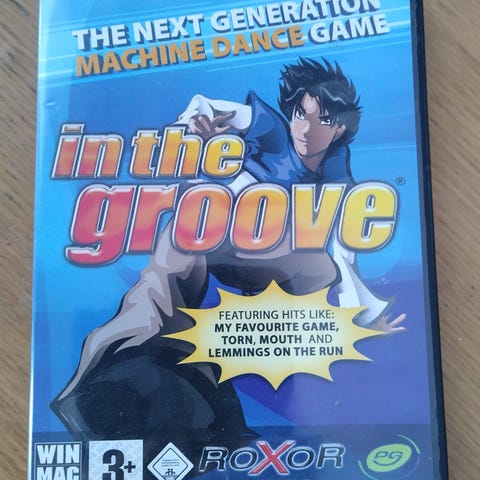 THE NEXT GENERATION
MACHINE DANCE GAME
in the
groove®
FEATURING HITS LIKE:
MY FAVOURITE GAME,
TORN, MOUTH AND
LEMMINGS ON THE RUN
WIN
MAC
3+
ROXOR
PG